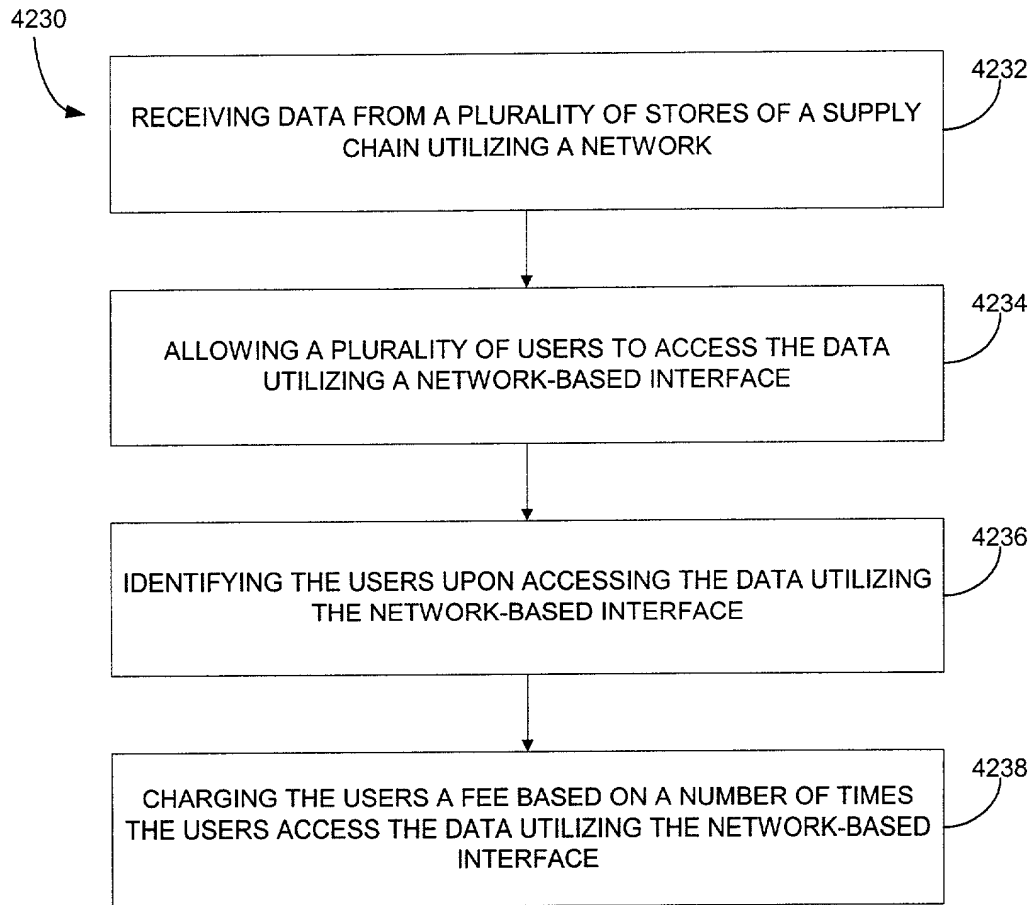 4230
4232
RECEIVING DATA FROM A PLURALITY OF STORES OF A SUPPLY
CHAIN UTILIZING A NETWORK
4234
ALLOWING A PLURALITY OF USERS TO ACCESS THE DATA
UTILIZING A NETWORK-BASED INTERFACE
4236
IDENTIFYING THE USERS UPON ACCESSING THE DATA UTILIZING
THE NETWORK-BASED INTERFACE
4238
CHARGING THE USERS A FEE BASED ON A NUMBER OF TIMES
THE USERS ACCESS THE DATA UTILIZING THE NETWORK-BASED
INTERFACE